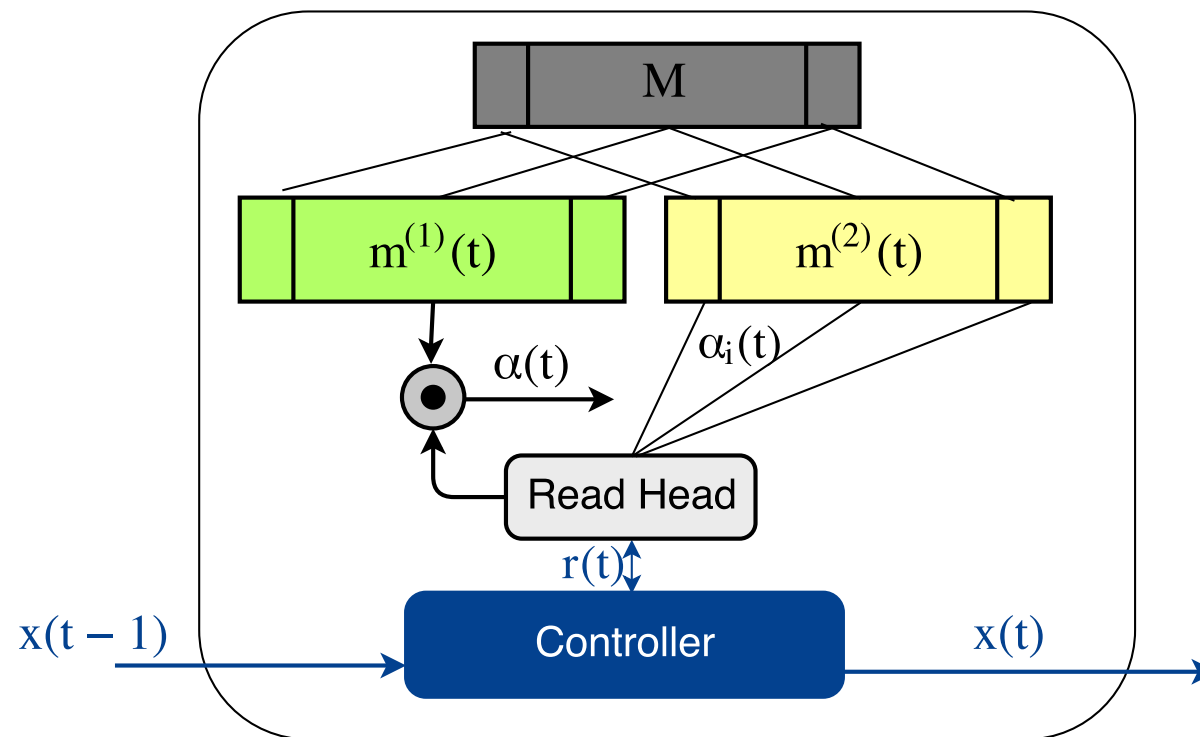 M
m⁽¹⁾(t)
m⁽²⁾(t)
α(t)
αᵢ(t)
Read Head
r(t)
x(t − 1)
Controller
x(t)